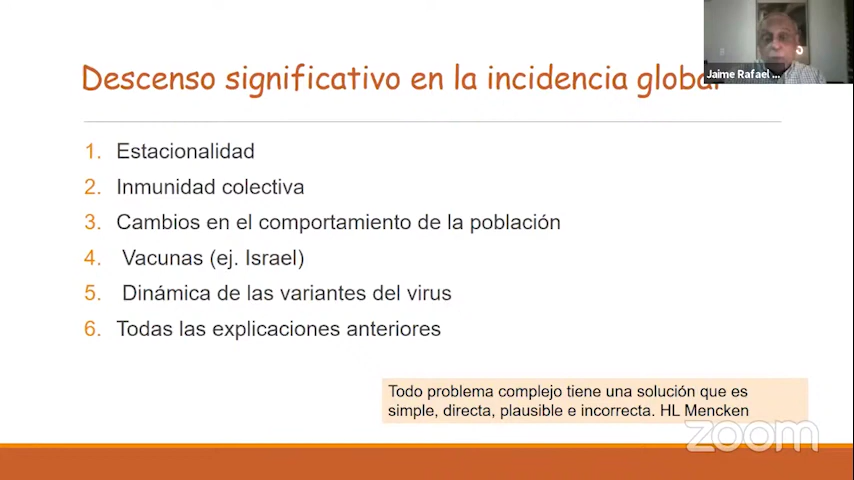 Descenso significativo en la incidencia global
Jaime Rafael ...
1. Estacionalidad
2. Inmunidad colectiva
3. Cambios en el comportamiento de la población
4. Vacunas (ej. Israel)
5. Dinámica de las variantes del virus
6. Todas las explicaciones anteriores
Todo problema complejo tiene una solución que es
simple, directa, plausible e incorrecta. HL Mencken
zoom